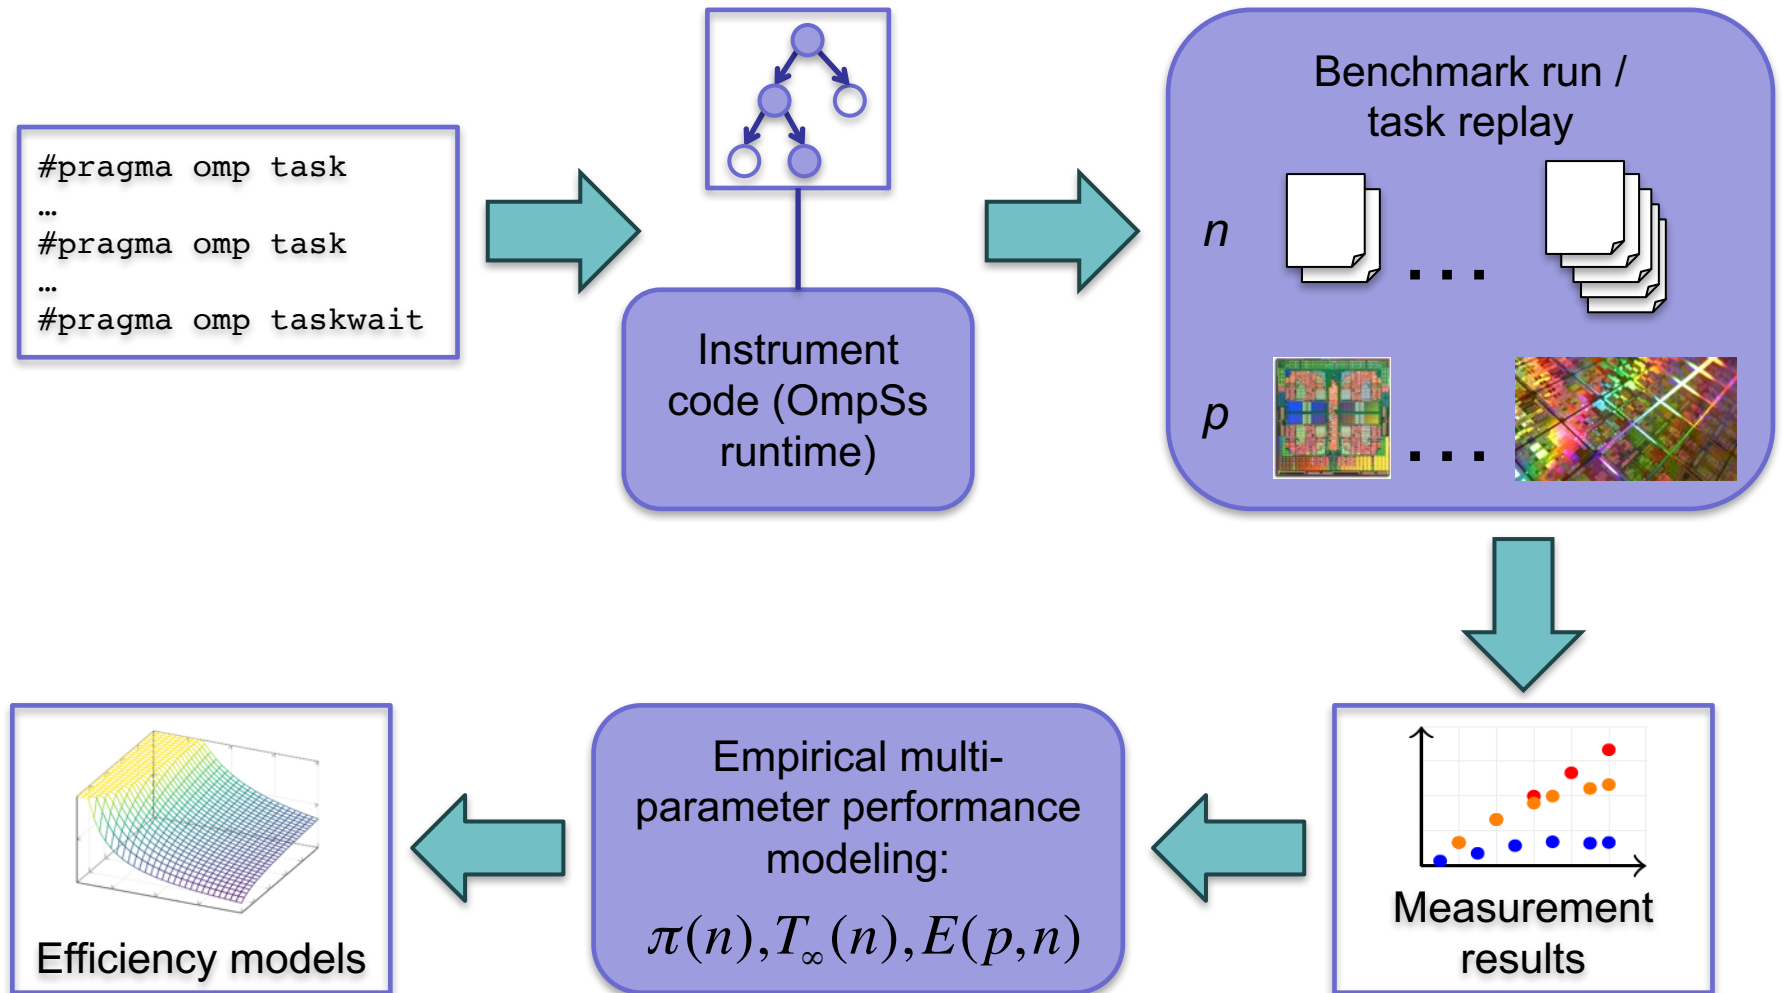 #pragma omp task
…
#pragma omp task
…
#pragma omp taskwait
Instrument
code (OmpSs
runtime)
Benchmark run /
task replay
n
...
p
...
Measurement
results
Empirical multi-
parameter performance
modeling:
π(n),T∞(n),E(p,n)
Efficiency models